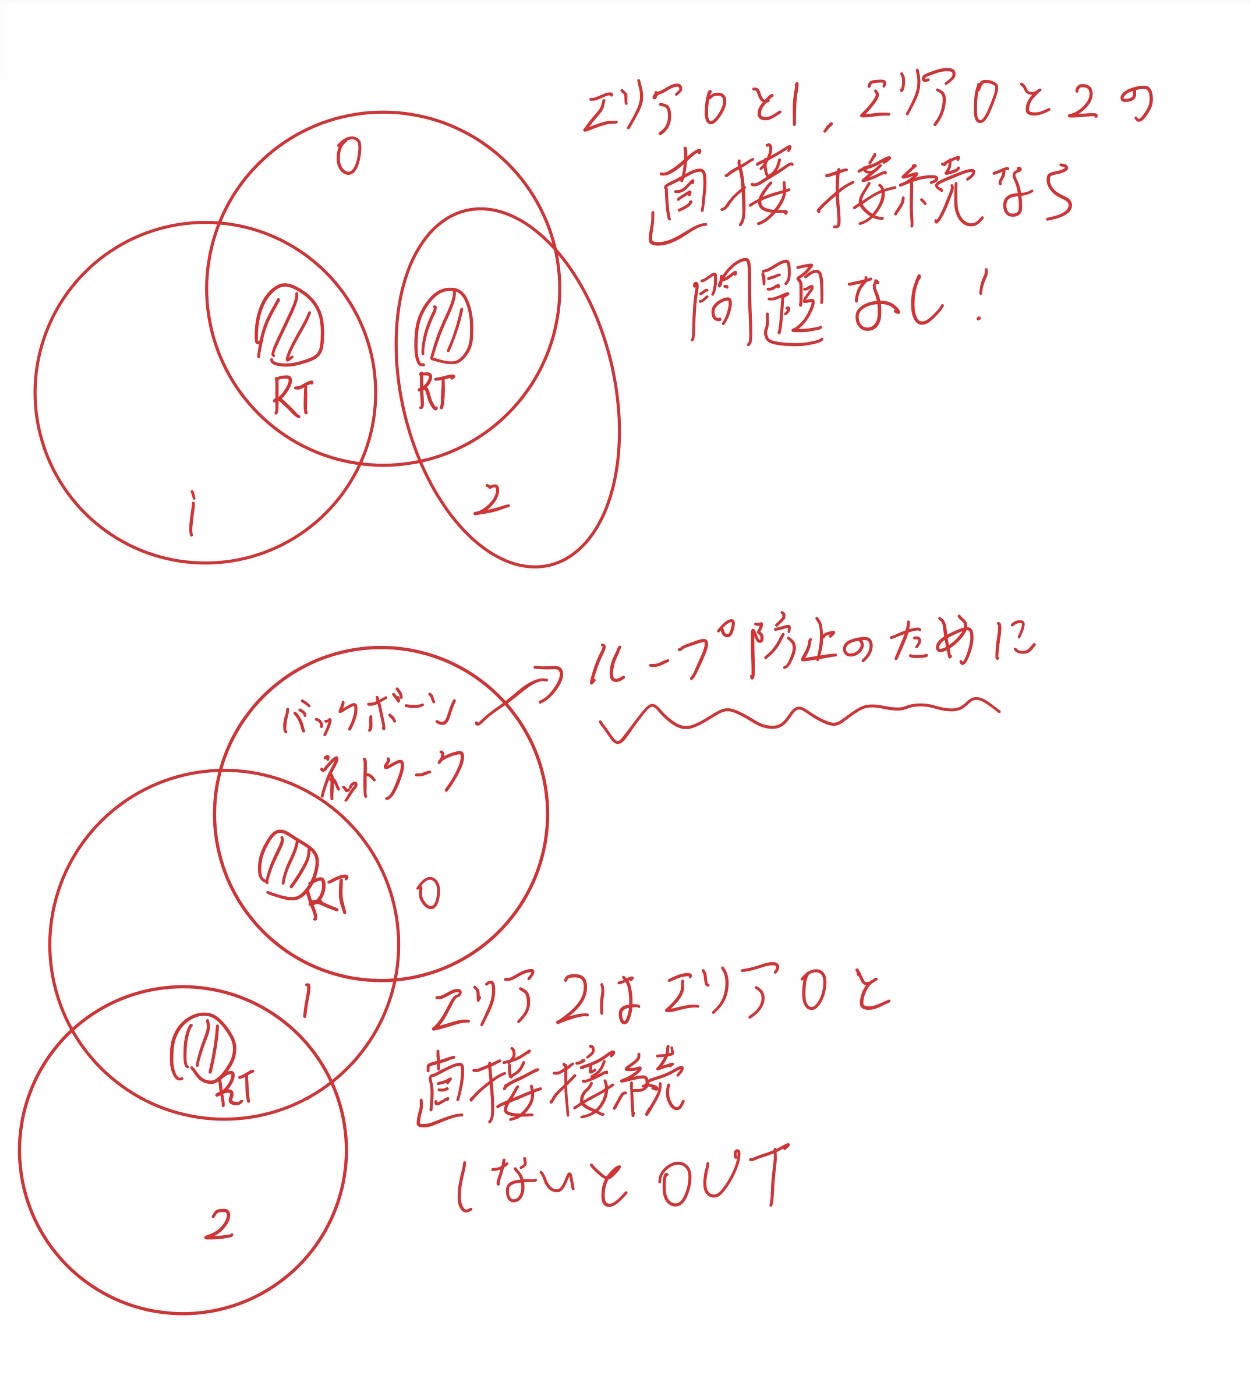 エリア0と1、エリア0と2の
直接接続なら
問題なし!
0
RT
RT
1
2
ループ防止のために
バックボーン
ネットワーク
RT
0
1
RT
2
エリア2はエリア0と
直接接続
しないとOUT